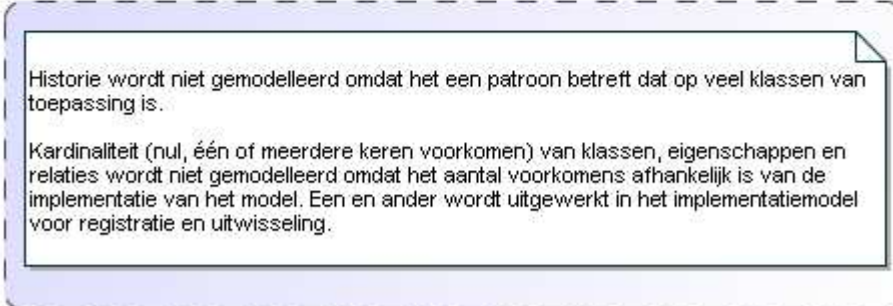 Historie wordt niet gemodelleerd omdat het een patroon betreft dat op veel klassen van
toepassing is.
Kardinaliteit (nul, één of meerdere keren voorkomen) van klassen, eigenschappen en
relaties wordt niet gemodelleerd omdat het aantal voorkomens afhankelijk is van de
implementatie van het model. Een en ander wordt uitgewerkt in het implementatiemodel
voor registratie en uitwisseling.